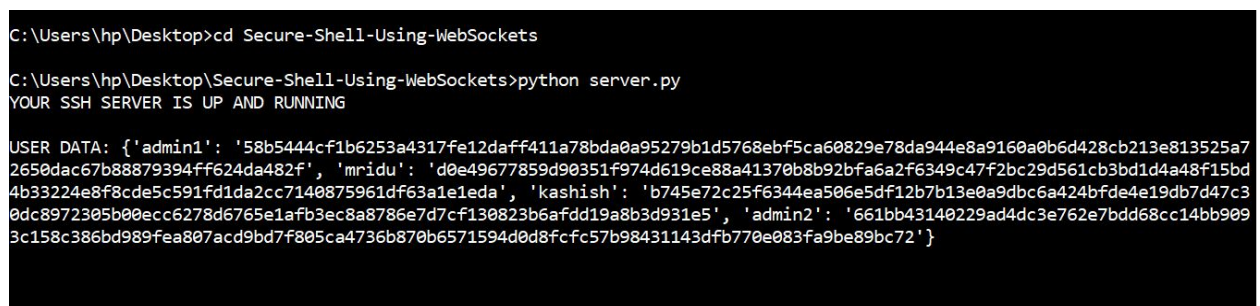 C:\Users\hp\Desktop>cd Secure-Shell-Using-WebSockets
C:\Users\hp\Desktop\Secure-Shell-Using-WebSockets>python server.py
YOUR SSH SERVER IS UP AND RUNNING
USER DATA: {'admin1': '58b5444cf1b6253a4317fe12daff411a78bda0a95279b1d5768ebf5ca60829e78da944e8a9160a0b6d428cb213e813525a7
2650dac67b88879394ff624da482f', 'mridu': 'd0e49677859d90351f974d619ce88a41370b8b92bfa6a2f6349c47f2bc29d561cb3bd1d4a48f15bd
4b33224e8f8cde5c591fd1da2cc7140875961df63a1e1eda', 'kashish': 'b745e72c25f6344ea506e5df12b7b13e0a9dbc6a424bfde4e19db7d47c3
0dc8972305b00ecc6278d6765e1afb3ec8a8786e7d7cf130823b6afdd19a8b3d931e5', 'admin2': '661bb43140229ad4dc3e762e7bdd68cc14bb909
3c158c386bd989fea807acd9bd7f805ca4736b870b6571594d0d8fcfc57b98431143dfb770e083fa9be89bc72'}